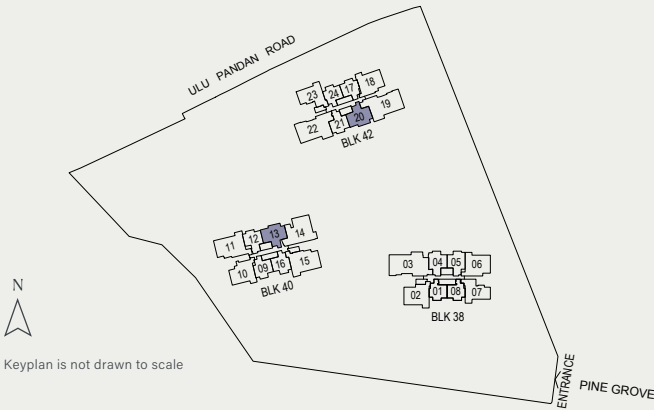 ULU PANDAN ROAD
23 24 17 18
22 21 20 19
BLK 42
11 12 13 14
10 09 16 15
BLK 40
03 04 05 06
02 01 08 07
BLK 38
N
Keyplan is not drawn to scale
ENTRANCE
PINE GROVE